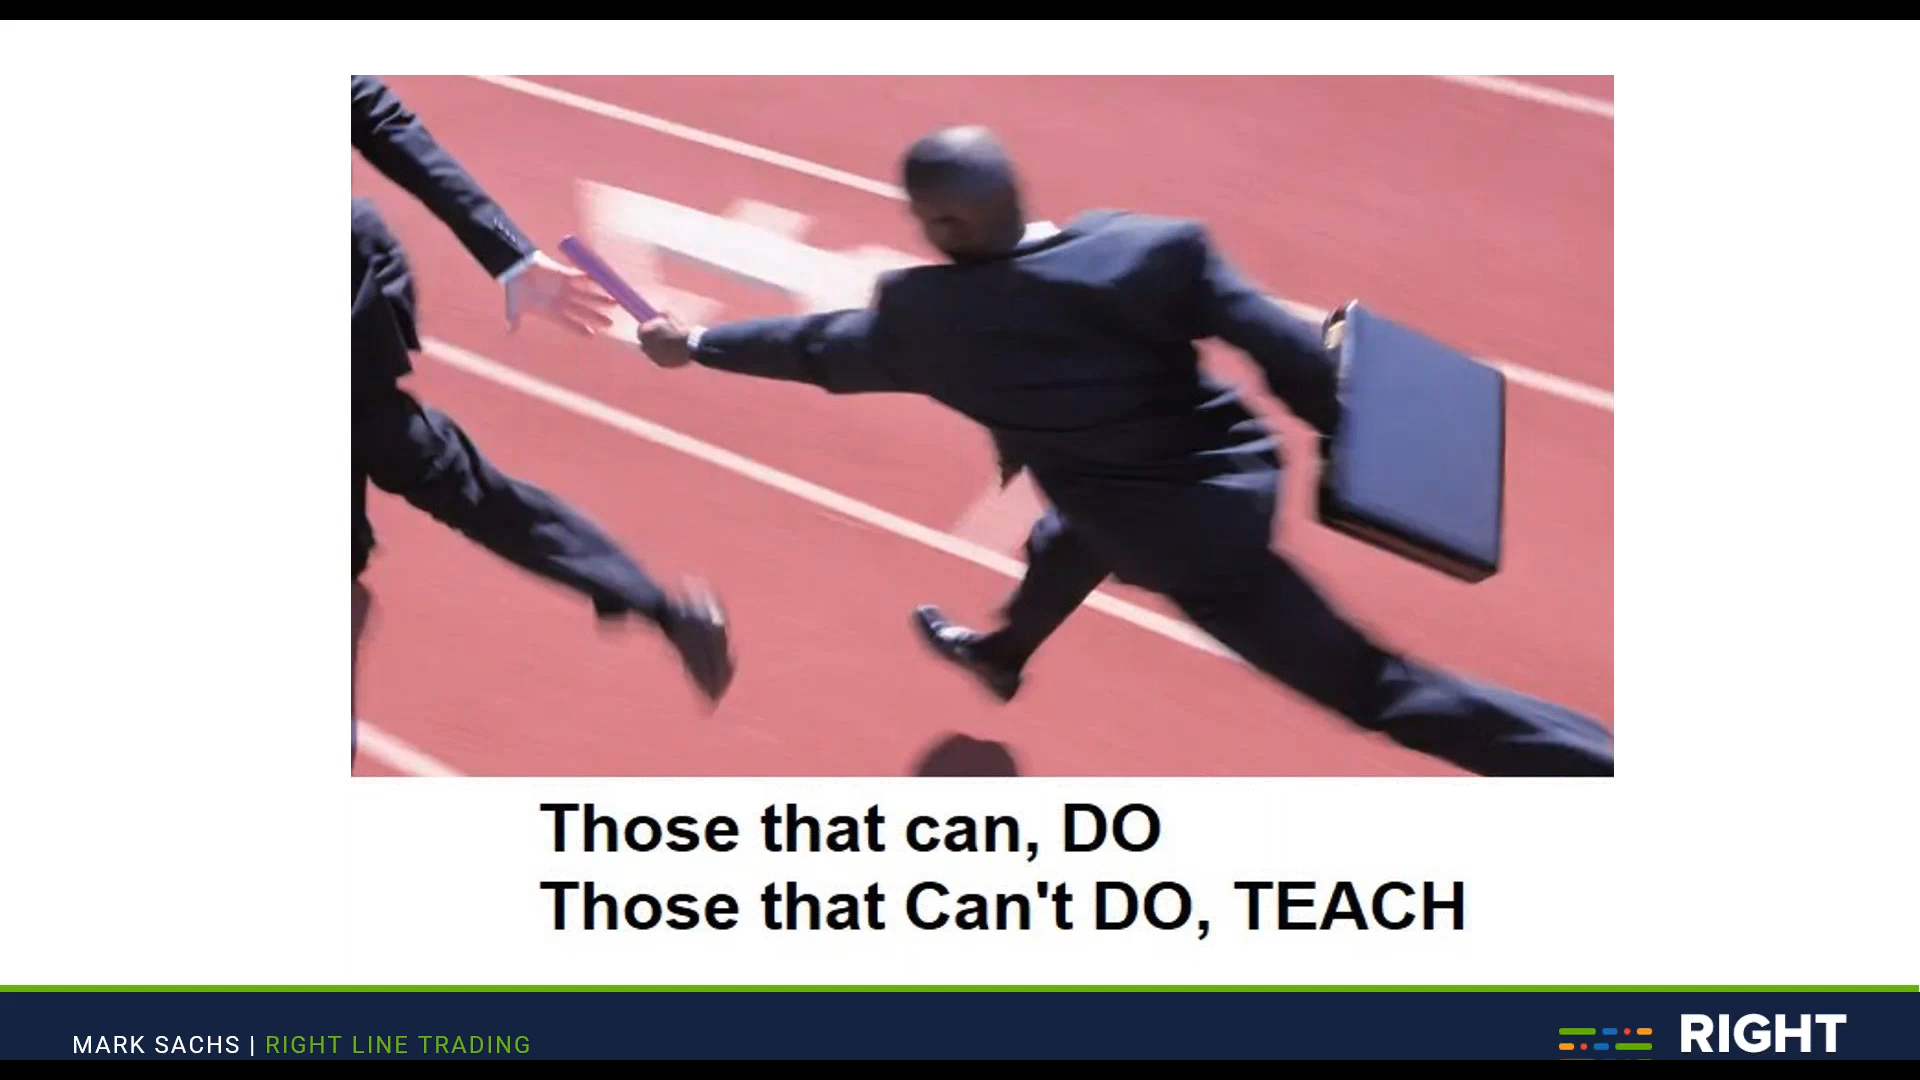 Those that can, DO
Those that Can't DO, TEACH
MARK SACHS | RIGHT LINE TRADING
RIGHT